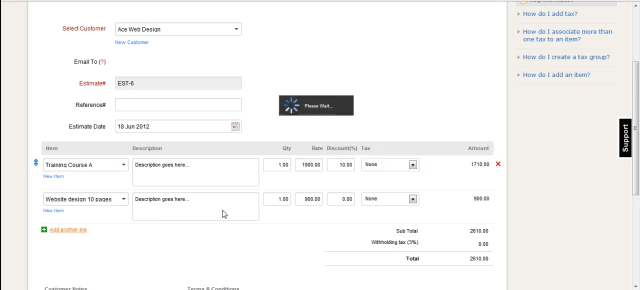 How do I add tax?
How do I associate more than
one tax to an item?
How do I create a tax group?
How do I add an item?
Select Customer Ace Web Design
New Customer
Email To (?)
Estimate# EST-6
Reference#
Please Wait...
Estimate Date 18 Jun 2012
Support
Item Description Qty Rate Discount(%) Tax Amount
Training Course A Description goes here... 1.00 1900.00 10.00 None 1710.00
New Item
Website design 10 pages Description goes here... 1.00 900.00 0.00 None 900.00
New Item
Add another line
Sub Total 2610.00
Withholding tax (3%) 0.00
Total 2610.00
Customer Notes Terms & Conditions